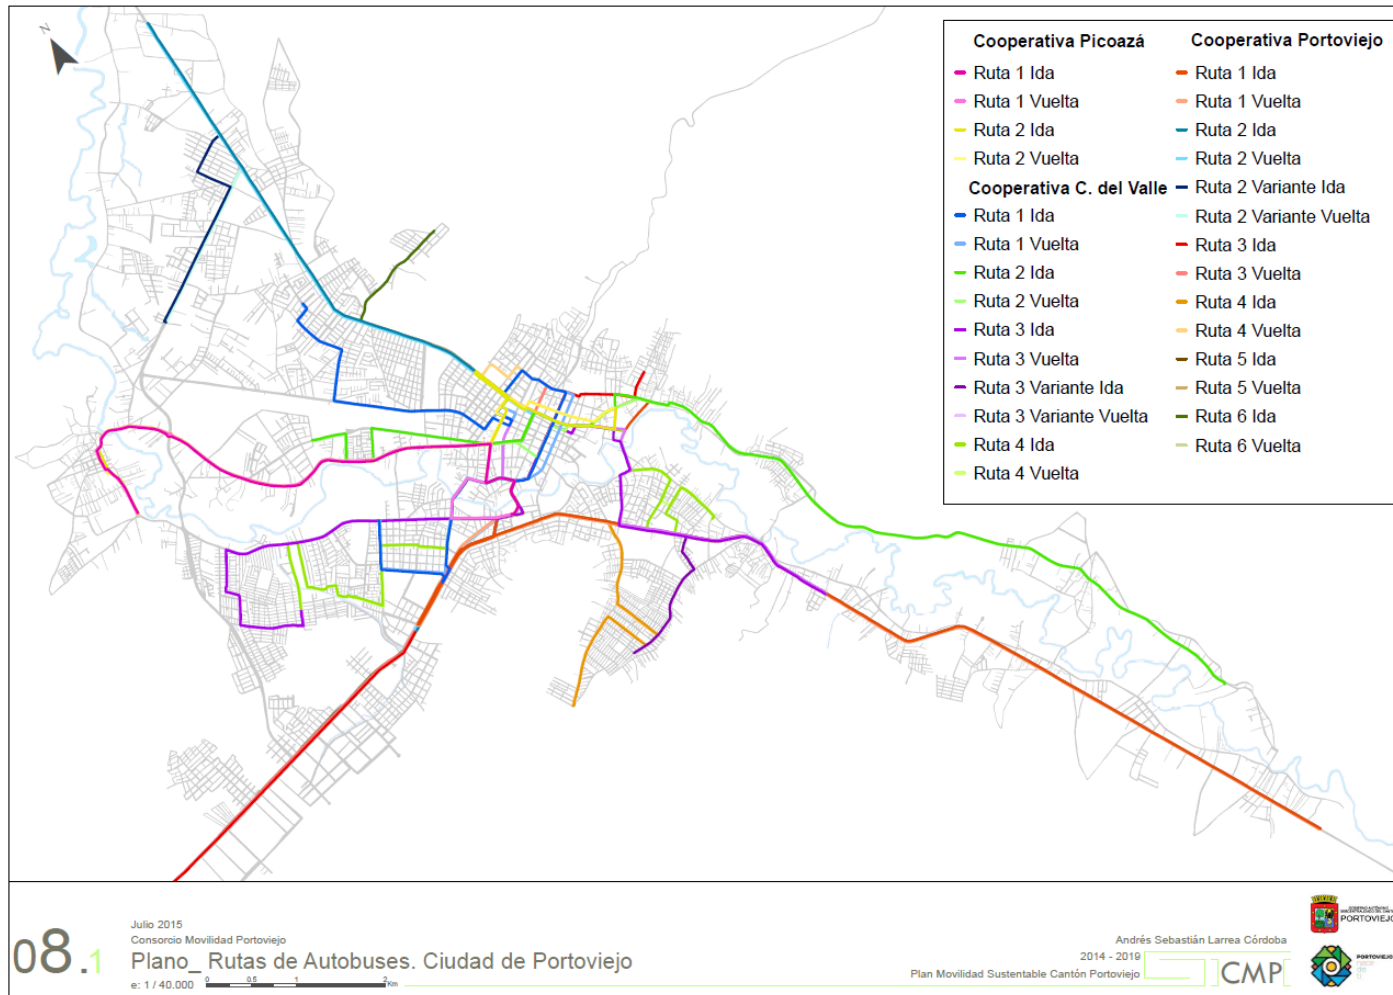 N
Cooperativa Picoazá
Ruta 1 Ida
Ruta 1 Vuelta
Ruta 2 Ida
Ruta 2 Vuelta
Cooperativa C. del Valle
Ruta 1 Ida
Ruta 1 Vuelta
Ruta 2 Ida
Ruta 2 Vuelta
Ruta 3 Ida
Ruta 3 Vuelta
Ruta 3 Variante Ida
Ruta 3 Variante Vuelta
Ruta 4 Ida
Ruta 4 Vuelta
Cooperativa Portoviejo
Ruta 1 Ida
Ruta 1 Vuelta
Ruta 2 Ida
Ruta 2 Vuelta
Ruta 2 Variante Ida
Ruta 2 Variante Vuelta
Ruta 3 Ida
Ruta 3 Vuelta
Ruta 4 Ida
Ruta 4 Vuelta
Ruta 5 Ida
Ruta 5 Vuelta
Ruta 6 Ida
Ruta 6 Vuelta
08.1
Julio 2015
Consorcio Movilidad Portoviejo
Plano_ Rutas de Autobuses. Ciudad de Portoviejo
e: 1 / 40.000
0 0.5 1 2 Km
Andrés Sebastián Larrea Córdoba
2014 - 2019
Plan Movilidad Sustentable Cantón Portoviejo
CMP
PORTOVIEJO
PORTOVIEJO